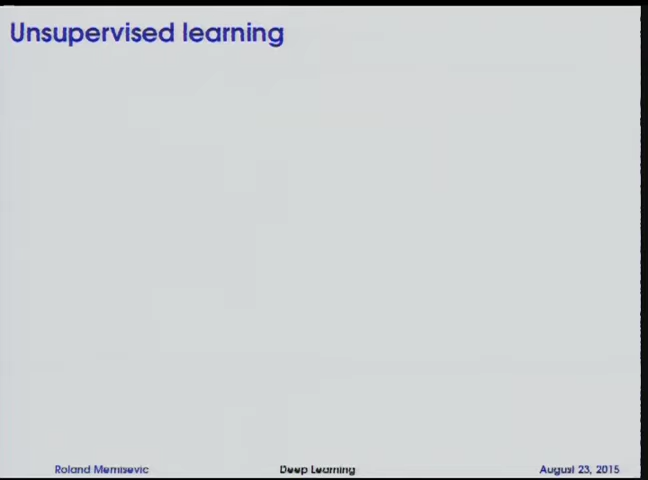 Unsupervised learning
Roland Memisevic Deep Learning August 23, 2015